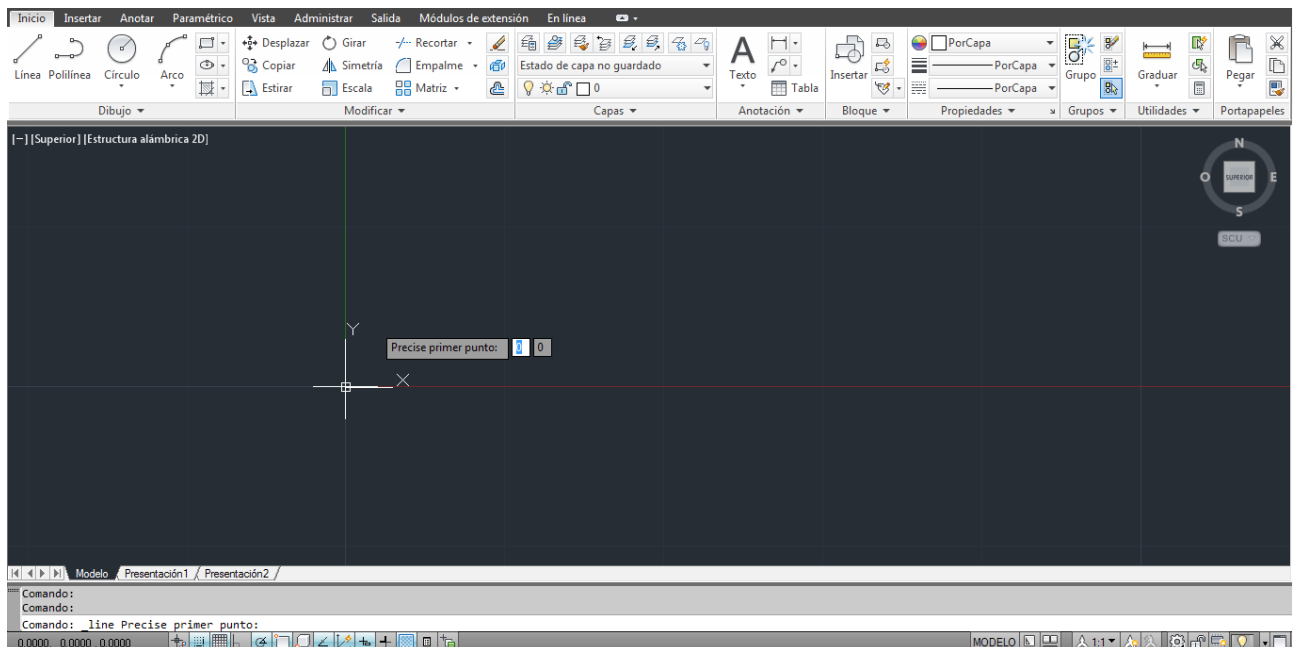 Inicio Insertar Anotar Paramétrico Vista Administrar Salida Módulos de extensión En línea
Desplazar Girar Recortar
Copiar Simetría Empalme
Estirar Escala Matriz
Línea Polilínea Círculo Arco
Estado de capa no guardado
0
Texto
Tabla
Insertar
PorCapa
PorCapa
PorCapa
Grupo
Graduar
Pegar
Dibujo Modificar Capas Anotación Bloque Propiedades Grupos Utilidades Portapapeles
[−] [Superior] [Estructura alámbrica 2D]
N
O SUPERIOR E
S
SCU
Y
Precise primer punto: 0 0
X
Modelo Presentación1 Presentación2
Comando:
Comando:
Comando: _line Precise primer punto:
0.0000, 0.0000, 0.0000 MODELO 1:1